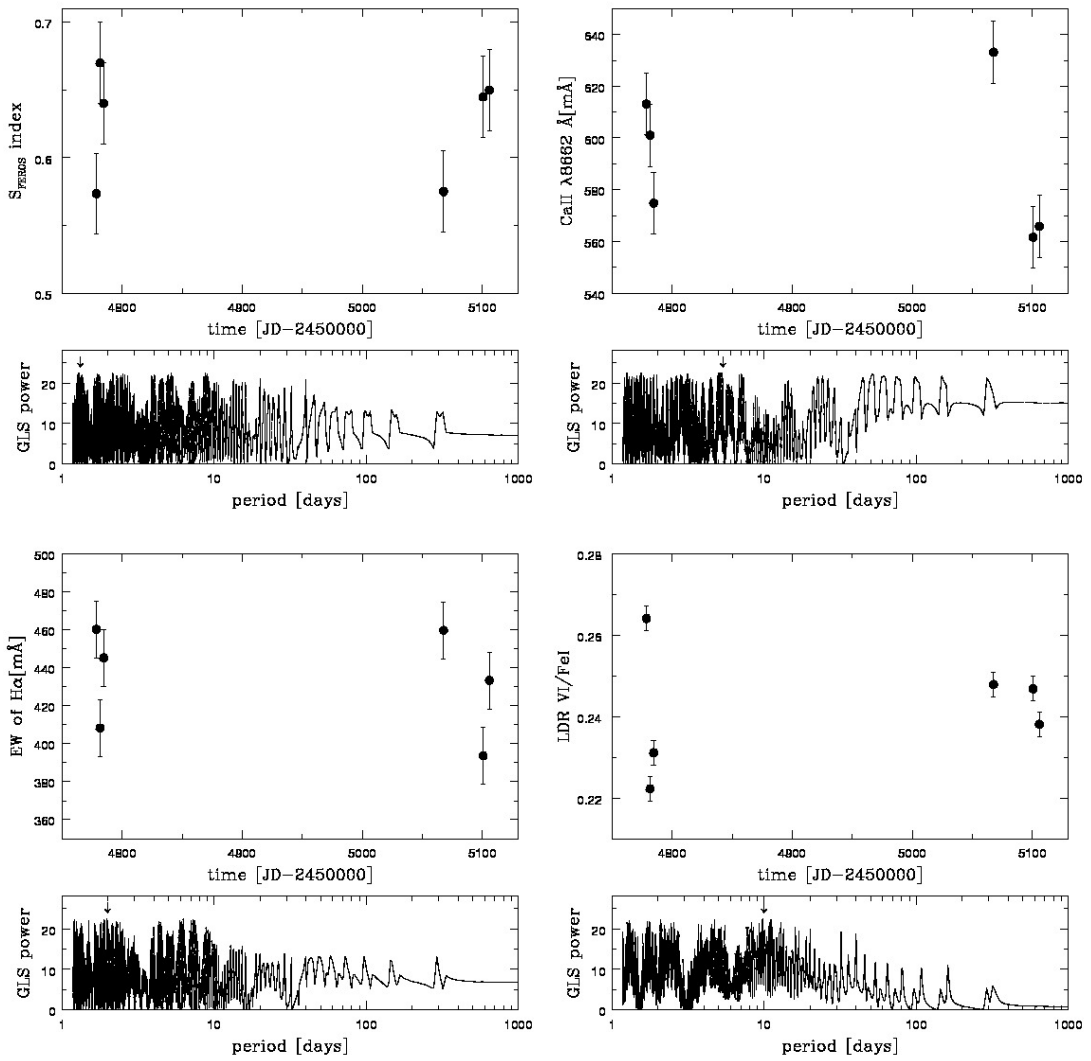 S_FEROS index
0.7
0.6
0.5
4800 4900 5000 5100
time [JD-2450000]
GLS power
20
10
0
1 10 100 1000
period [days]
CaII λ8662 Å[mÅ]
640
620
600
580
560
540
4800 4900 5000 5100
time [JD-2450000]
GLS power
20
10
0
1 10 100 1000
period [days]
EW of Hα[mÅ]
500
480
460
440
420
400
380
360
4800 4900 5000 5100
time [JD-2450000]
GLS power
20
10
0
1 10 100 1000
period [days]
LDR VI/FeI
0.28
0.26
0.24
0.22
4800 4900 5000 5100
time [JD-2450000]
GLS power
20
10
0
1 10 100 1000
period [days]